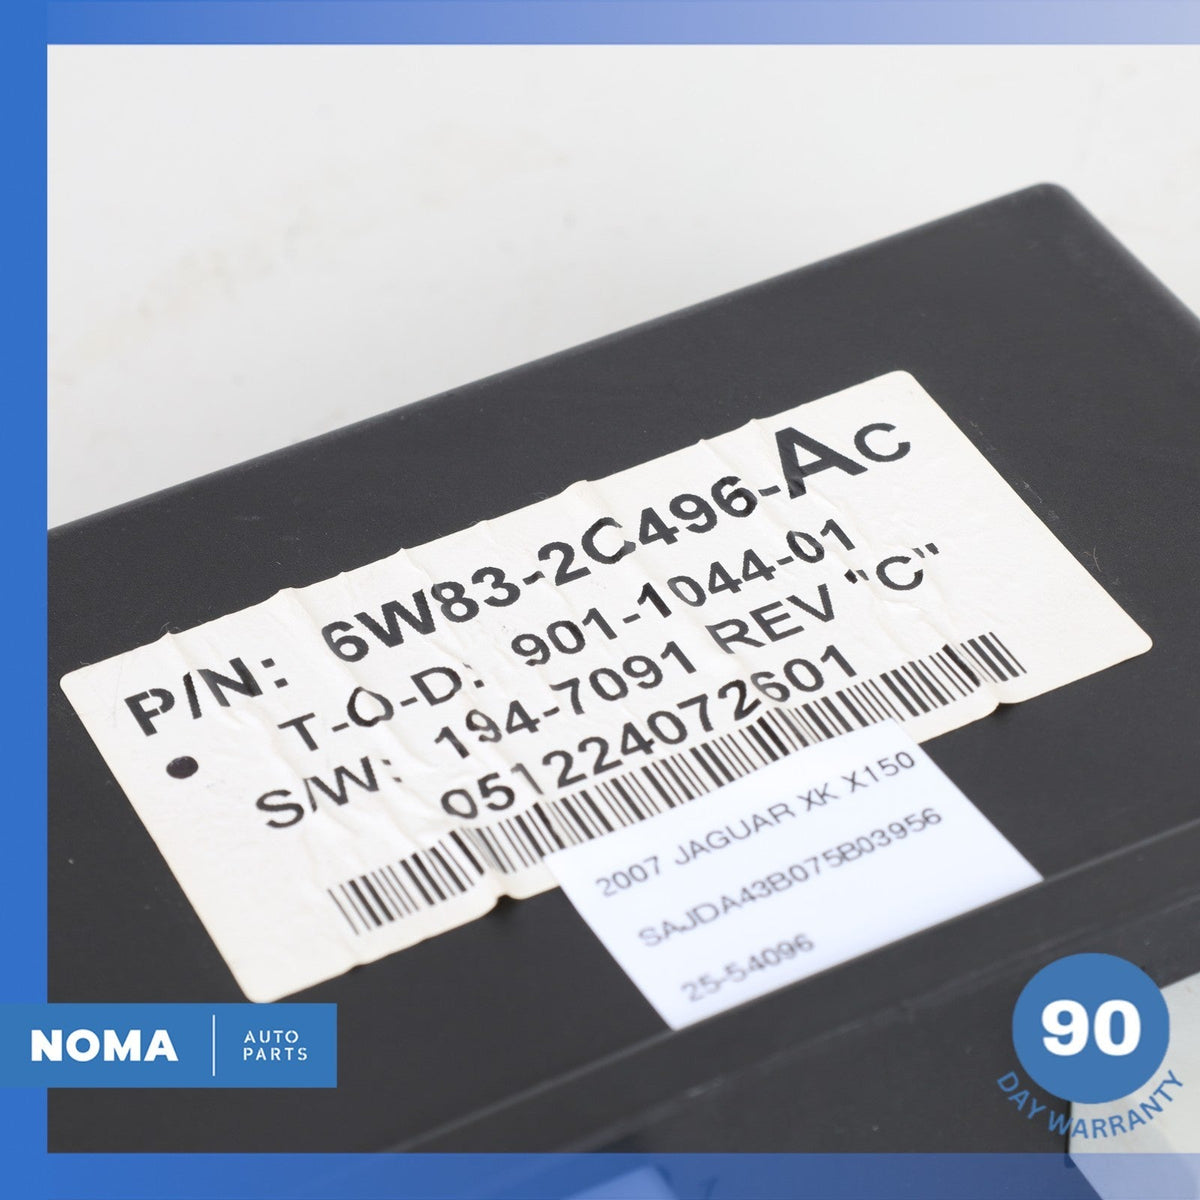 P/N: 6W83-2C496-AC
T-O-D: 901-1044-01
S/W: 194-7091 REV "C"
051224072601
2007 JAGUAR XK X150
SAJDA43B075B03956
25-54096
NOMA
AUTO
PARTS
90
DAY WARRANTY